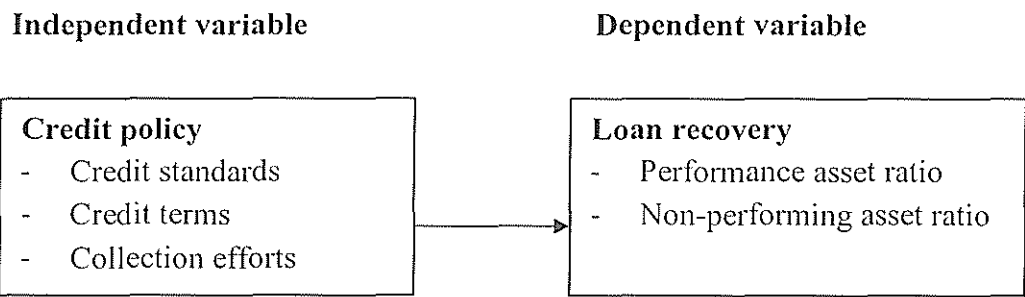 Independent variable
Dependent variable
Credit policy
- Credit standards
- Credit terms
- Collection efforts
Loan recovery
- Performance asset ratio
- Non-performing asset ratio